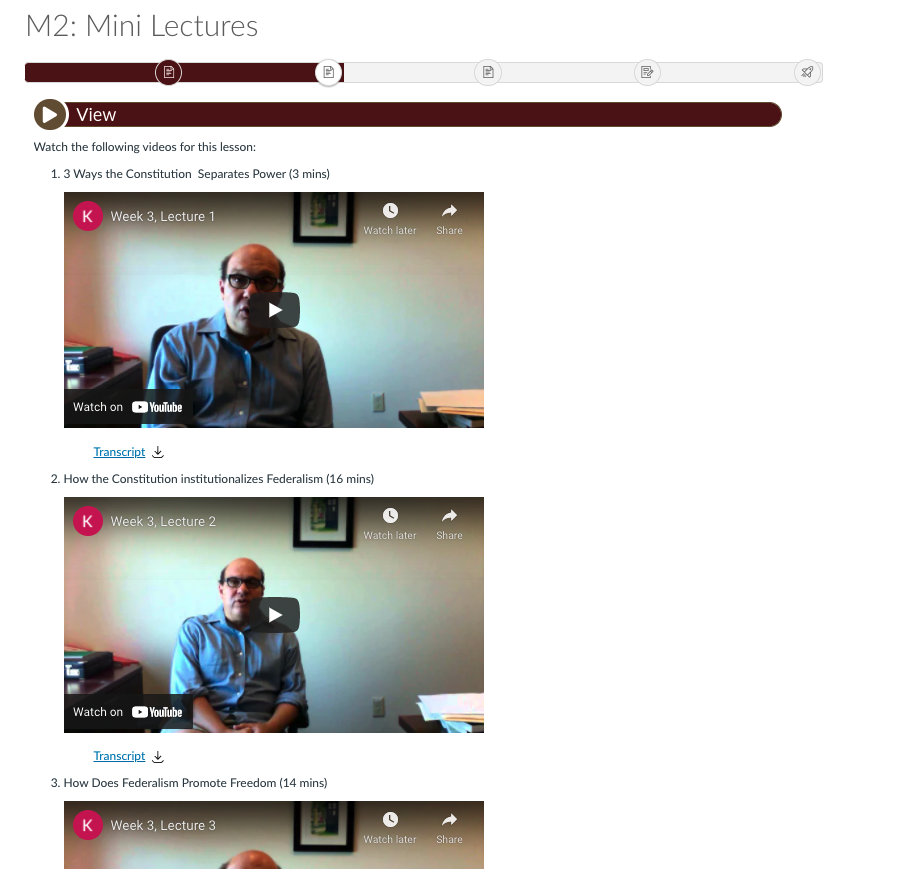 M2: Mini Lectures
View
Watch the following videos for this lesson:
1. 3 Ways the Constitution  Separates Power (3 mins)
K Week 3, Lecture 1
Watch later Share
Watch on YouTube
Transcript
2. How the Constitution institutionalizes Federalism (16 mins)
K Week 3, Lecture 2
Watch later Share
Watch on YouTube
Transcript
3. How Does Federalism Promote Freedom (14 mins)
K Week 3, Lecture 3
Watch later Share